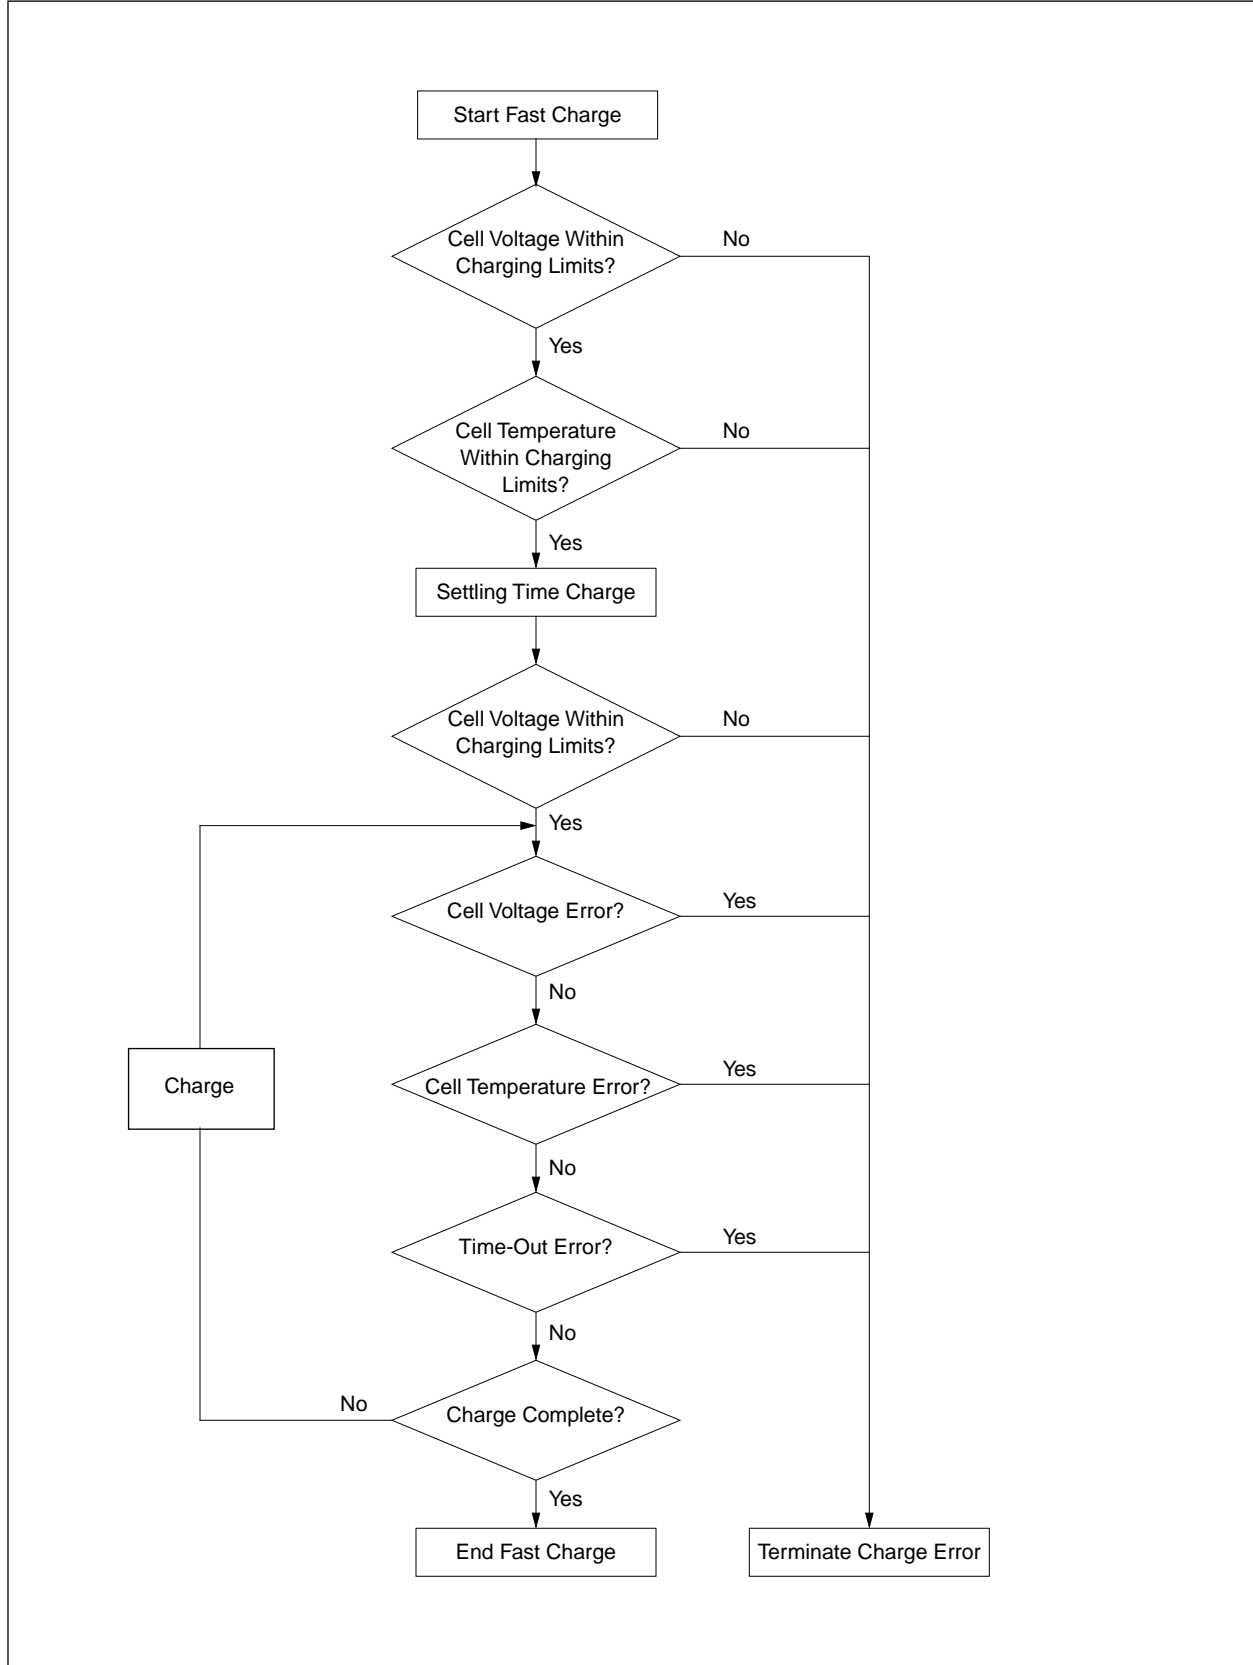 Start Fast Charge
Cell Voltage Within
Charging Limits?
No
Yes
Cell Temperature
Within Charging
Limits?
No
Yes
Settling Time Charge
Cell Voltage Within
Charging Limits?
No
Yes
Cell Voltage Error?
Yes
No
Charge
Cell Temperature Error?
Yes
No
Time-Out Error?
Yes
No
No
Charge Complete?
Yes
End Fast Charge
Terminate Charge Error